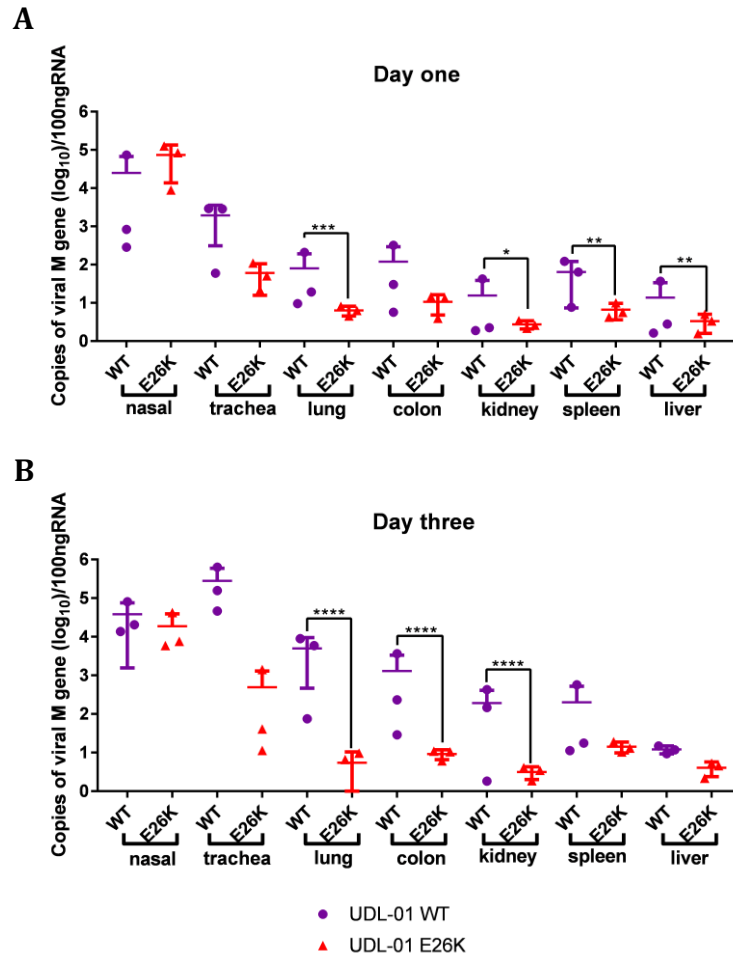 A
Day one
Copies of viral M gene (log10)/100ngRNA
6
5
4
3
2
1
0
*** * ** **
WT E26K WT E26K WT E26K WT E26K WT E26K WT E26K WT E26K
nasal trachea lung colon kidney spleen liver
B
Day three
Copies of viral M gene (log10)/100ngRNA
6
5
4
3
2
1
0
**** **** ****
WT E26K WT E26K WT E26K WT E26K WT E26K WT E26K WT E26K
nasal trachea lung colon kidney spleen liver
UDL-01 WT
UDL-01 E26K